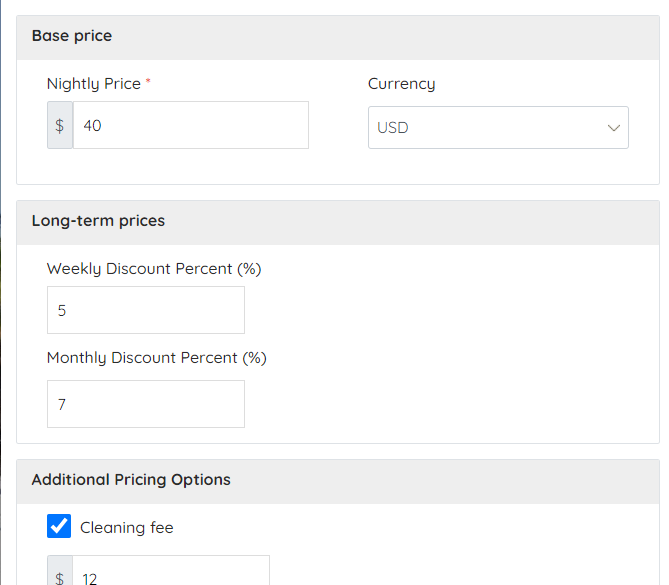 Base price
Nightly Price *
Currency
$ 40
USD
Long-term prices
Weekly Discount Percent (%)
5
Monthly Discount Percent (%)
7
Additional Pricing Options
Cleaning fee
$ 12